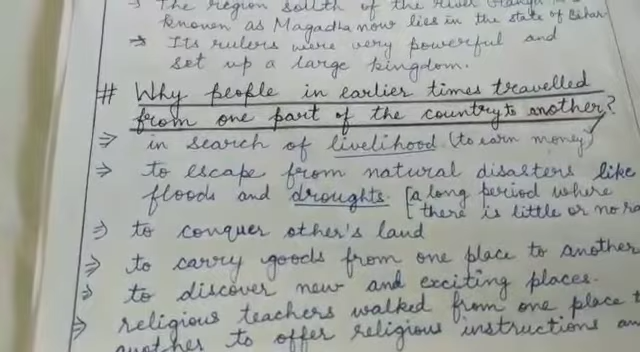 ⇒ The region south of the river Ganga
known as Magadha now lies in the state of Bihar
⇒ Its rulers were very powerful and
set up a large kingdom.
# Why people in earlier times travelled
from one part of the country to another?
⇒ in search of livelihood (to earn money)
⇒ to escape from natural disasters like
floods and droughts. [a long period where
there is little or no ra
⇒ to conquer other's land
⇒ to carry goods from one place to another
⇒ to discover new and exciting places.
⇒ religious teachers walked from one place t
another to offer religious instructions an